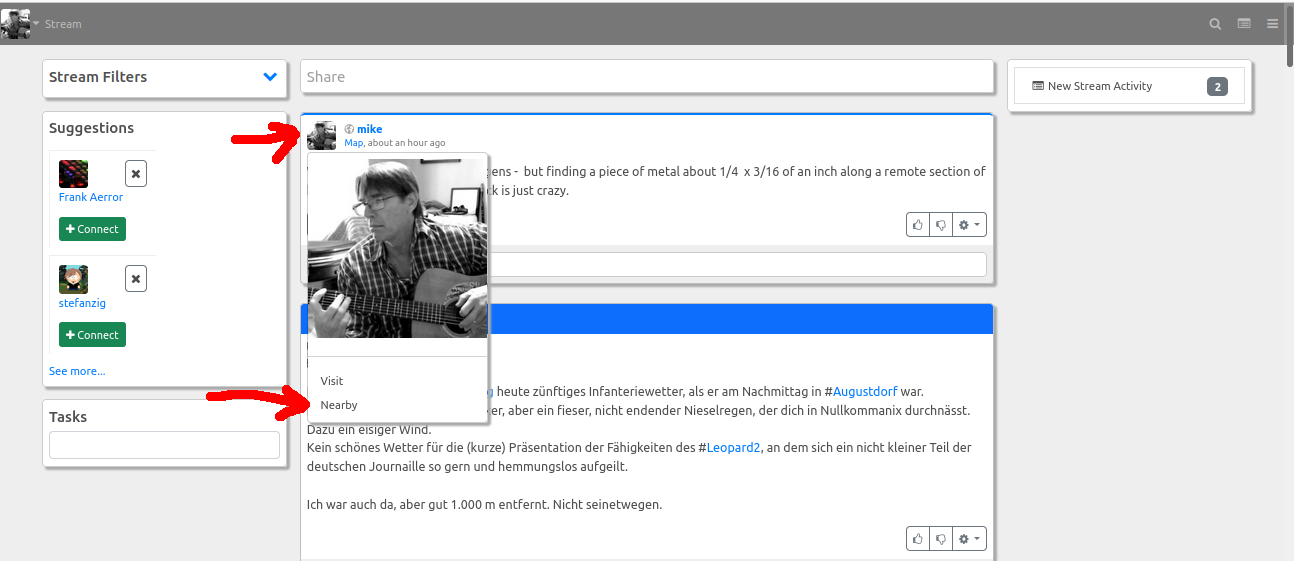 Stream
Stream Filters
Suggestions
Frank Aerror
Connect
stefanzig
Connect
See more...
Tasks
Share
mike
Map, about an hour ago
ens - but finding a piece of metal about 1/4 x 3/16 of an inch along a remote section of
ck is just crazy.
Visit
Nearby
heute zünftiges Infanteriewetter, als er am Nachmittag in #Augustdorf war.
er, aber ein fieser, nicht endender Nieselregen, der dich in Nullkommanix durchnässt.
Dazu ein eisiger Wind.
Kein schönes Wetter für die (kurze) Präsentation der Fähigkeiten des #Leopard2, an dem sich ein nicht kleiner Teil der
deutschen Journaille so gern und hemmungslos aufgeilt.
Ich war auch da, aber gut 1.000 m entfernt. Nicht seinetwegen.
New Stream Activity 2